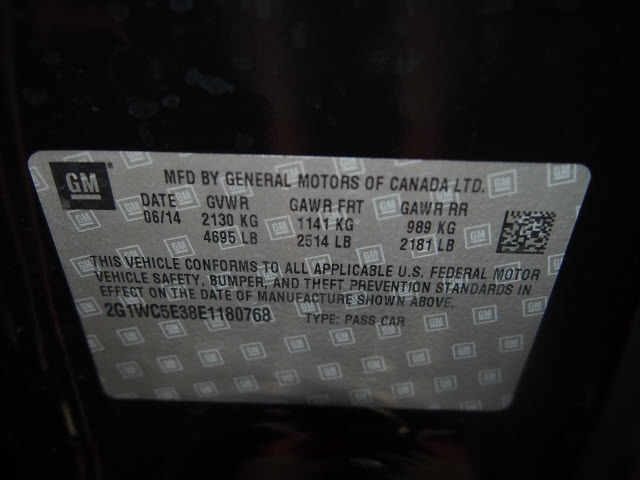 GM
MFD BY GENERAL MOTORS OF CANADA LTD.
DATE GVWR GAWR FRT GAWR RR
06/14 2130 KG 1141 KG 989 KG
4695 LB 2514 LB 2181 LB
THIS VEHICLE CONFORMS TO ALL APPLICABLE U.S. FEDERAL MOTOR
VEHICLE SAFETY, BUMPER, AND THEFT PREVENTION STANDARDS IN
EFFECT ON THE DATE OF MANUFACTURE SHOWN ABOVE.
2G1WC5E38E1180768 TYPE: PASS CAR